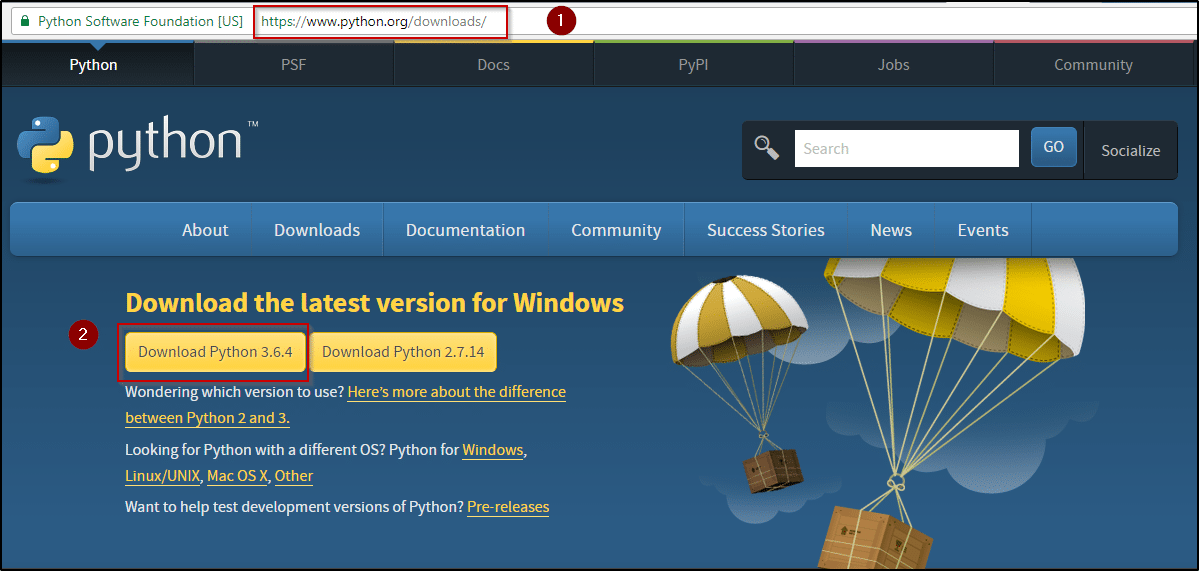 Python Software Foundation [US] https://www.python.org/downloads/ 1
Python PSF Docs PyPI Jobs Community
python™
Search GO Socialize
About Downloads Documentation Community Success Stories News Events
Download the latest version for Windows
2 Download Python 3.6.4 Download Python 2.7.14
Wondering which version to use? Here's more about the difference
between Python 2 and 3.
Looking for Python with a different OS? Python for Windows,
Linux/UNIX, Mac OS X, Other
Want to help test development versions of Python? Pre-releases